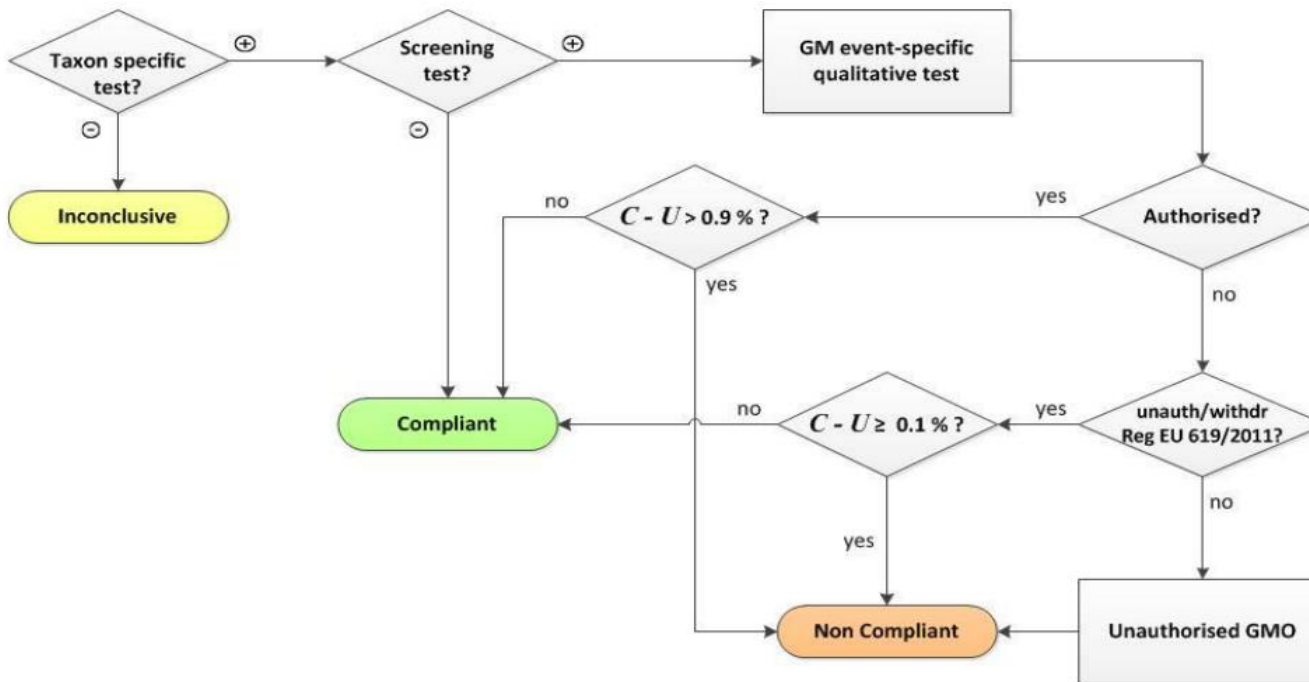 Taxon specific
test?
⊕
Screening
test?
⊕
GM event-specific
qualitative test
⊖
⊖
Inconclusive
no
C - U > 0.9 % ?
yes
Authorised?
yes
no
Compliant
no
C - U ≥ 0.1 % ?
yes
unauth/withdr
Reg EU 619/2011?
yes
no
Non Compliant
Unauthorised GMO